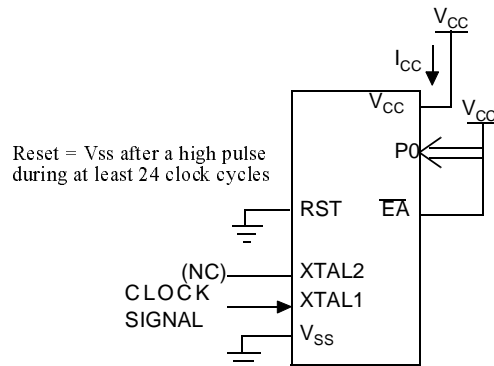 VCC
ICC
VCC
VCC
P0
Reset = Vss after a high pulse
during at least 24 clock cycles
RST
EA
(NC)
XTAL2
CLOCK
SIGNAL
XTAL1
VSS